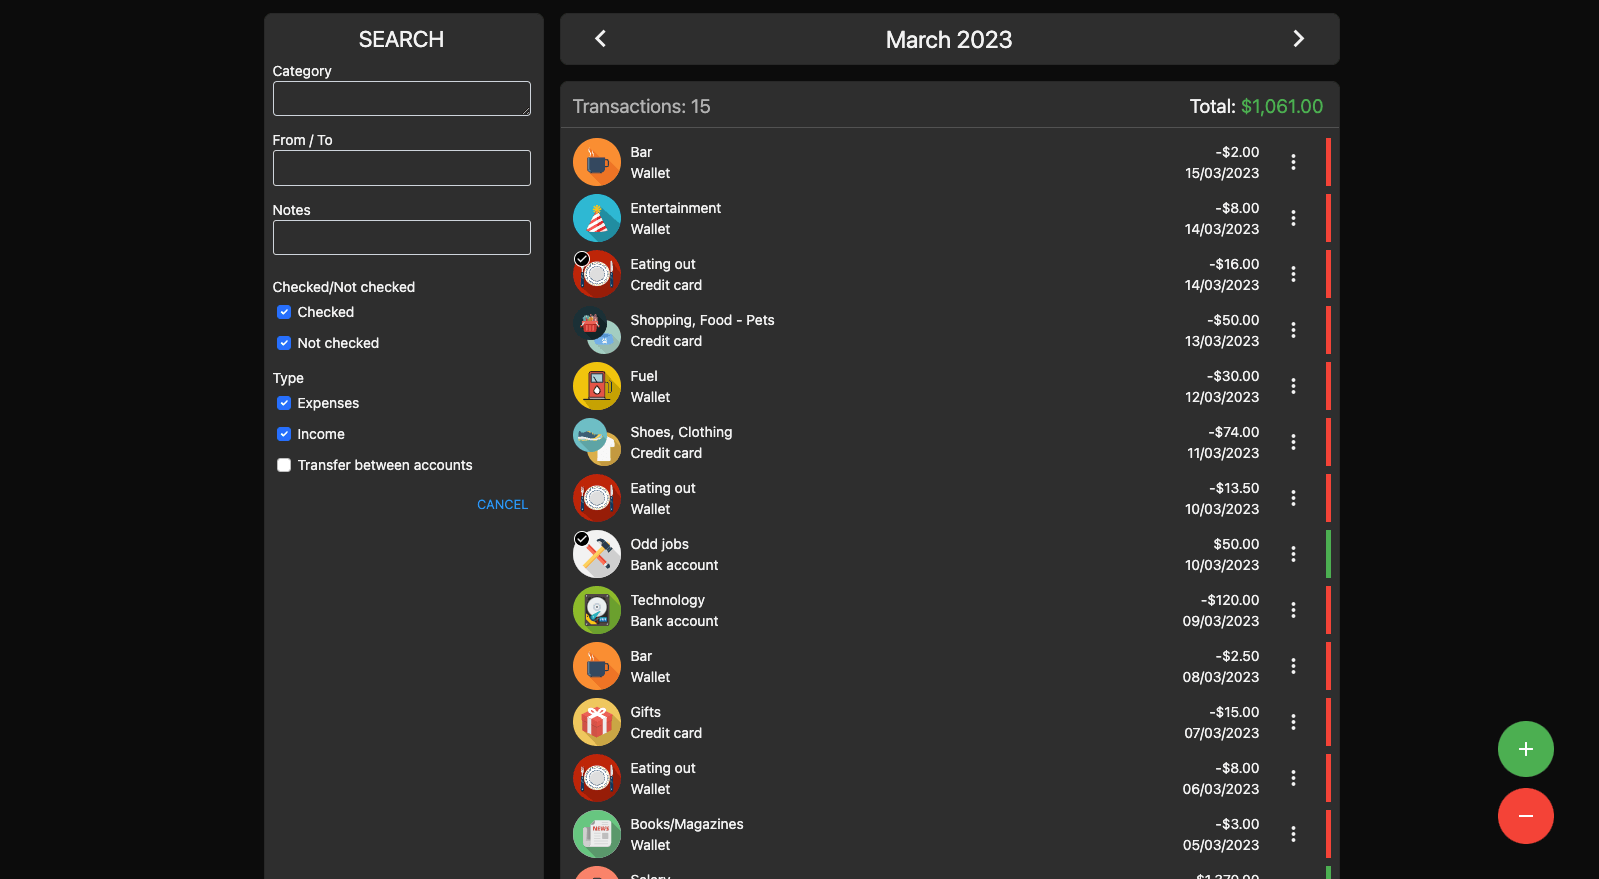 SEARCH
Category
From / To
Notes
Checked/Not checked
Checked
Not checked
Type
Expenses
Income
Transfer between accounts
CANCEL
March 2023
Transactions: 15 Total: $1,061.00
Bar -$2.00
Wallet 15/03/2023
Entertainment -$8.00
Wallet 14/03/2023
Eating out -$16.00
Credit card 14/03/2023
Shopping, Food - Pets -$50.00
Credit card 13/03/2023
Fuel -$30.00
Wallet 12/03/2023
Shoes, Clothing -$74.00
Credit card 11/03/2023
Eating out -$13.50
Wallet 10/03/2023
Odd jobs $50.00
Bank account 10/03/2023
Technology -$120.00
Bank account 09/03/2023
Bar -$2.50
Wallet 08/03/2023
Gifts -$15.00
Credit card 07/03/2023
Eating out -$8.00
Wallet 06/03/2023
NEWS
Books/Magazines -$3.00
Wallet 05/03/2023
Salary $1,370.00